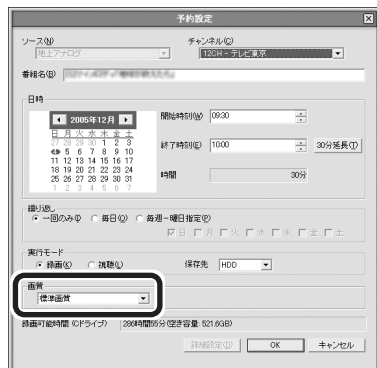 予約設定
ソース(N) チャンネル(C)
地上アナログ 12CH - テレビ東京
番組名(B)
日時
2005年12月 開始時刻(W) 09:30
日 月 火 水 木 金 土
27 28 29 30 1 2 3
4 5 6 7 8 9 10 終了時刻(E) 10:00 30分延長(T)
11 12 13 14 15 16 17
18 19 20 21 22 23 24 時間 30分
25 26 27 28 29 30 31
1 2 3 4 5 6 7
繰り返し
一回のみ(I) 毎日(Q) 毎週-曜日指定(P)
日 月 火 水 木 金 土
実行モード
録画(K) 視聴(L) 保存先 HDD
画質
標準画質
録画可能時間 (Cドライブ) 286時間55分(空き容量: 521.6GB)
詳細設定(D) OK キャンセル